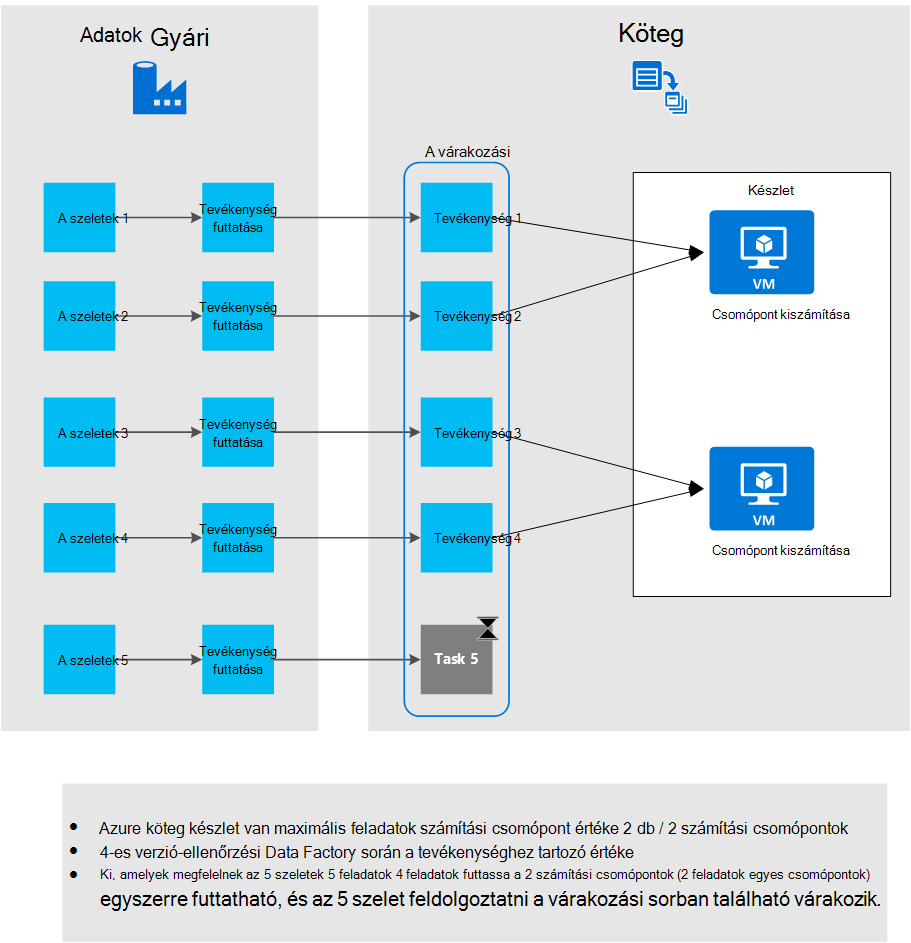 Adatok Gyári
Köteg
A várakozási
Készlet
A szeletek 1
Tevékenység
futtatása
Tevékenység 1
VM
Csomópont kiszámítása
A szeletek 2
Tevékenység
futtatása
Tevékenység 2
A szeletek 3
Tevékenység
futtatása
Tevékenység 3
VM
Csomópont kiszámítása
A szeletek 4
Tevékenység
futtatása
Tevékenység 4
A szeletek 5
Tevékenység
futtatása
Task 5
• Azure köteg készlet van maximális feladatok számítási csomópont értéke 2 db / 2 számítási csomópontok
• 4-es verzió-ellenőrzési Data Factory során a tevékenységhez tartozó értéke
• Ki, amelyek megfelelnek az 5 szeletek 5 feladatok 4 feladatok futtassa a 2 számítási csomópontok (2 feladatok egyes csomópontok)
egyszerre futtatható, és az 5 szelet feldolgoztatni a várakozási sorban található várakozik.